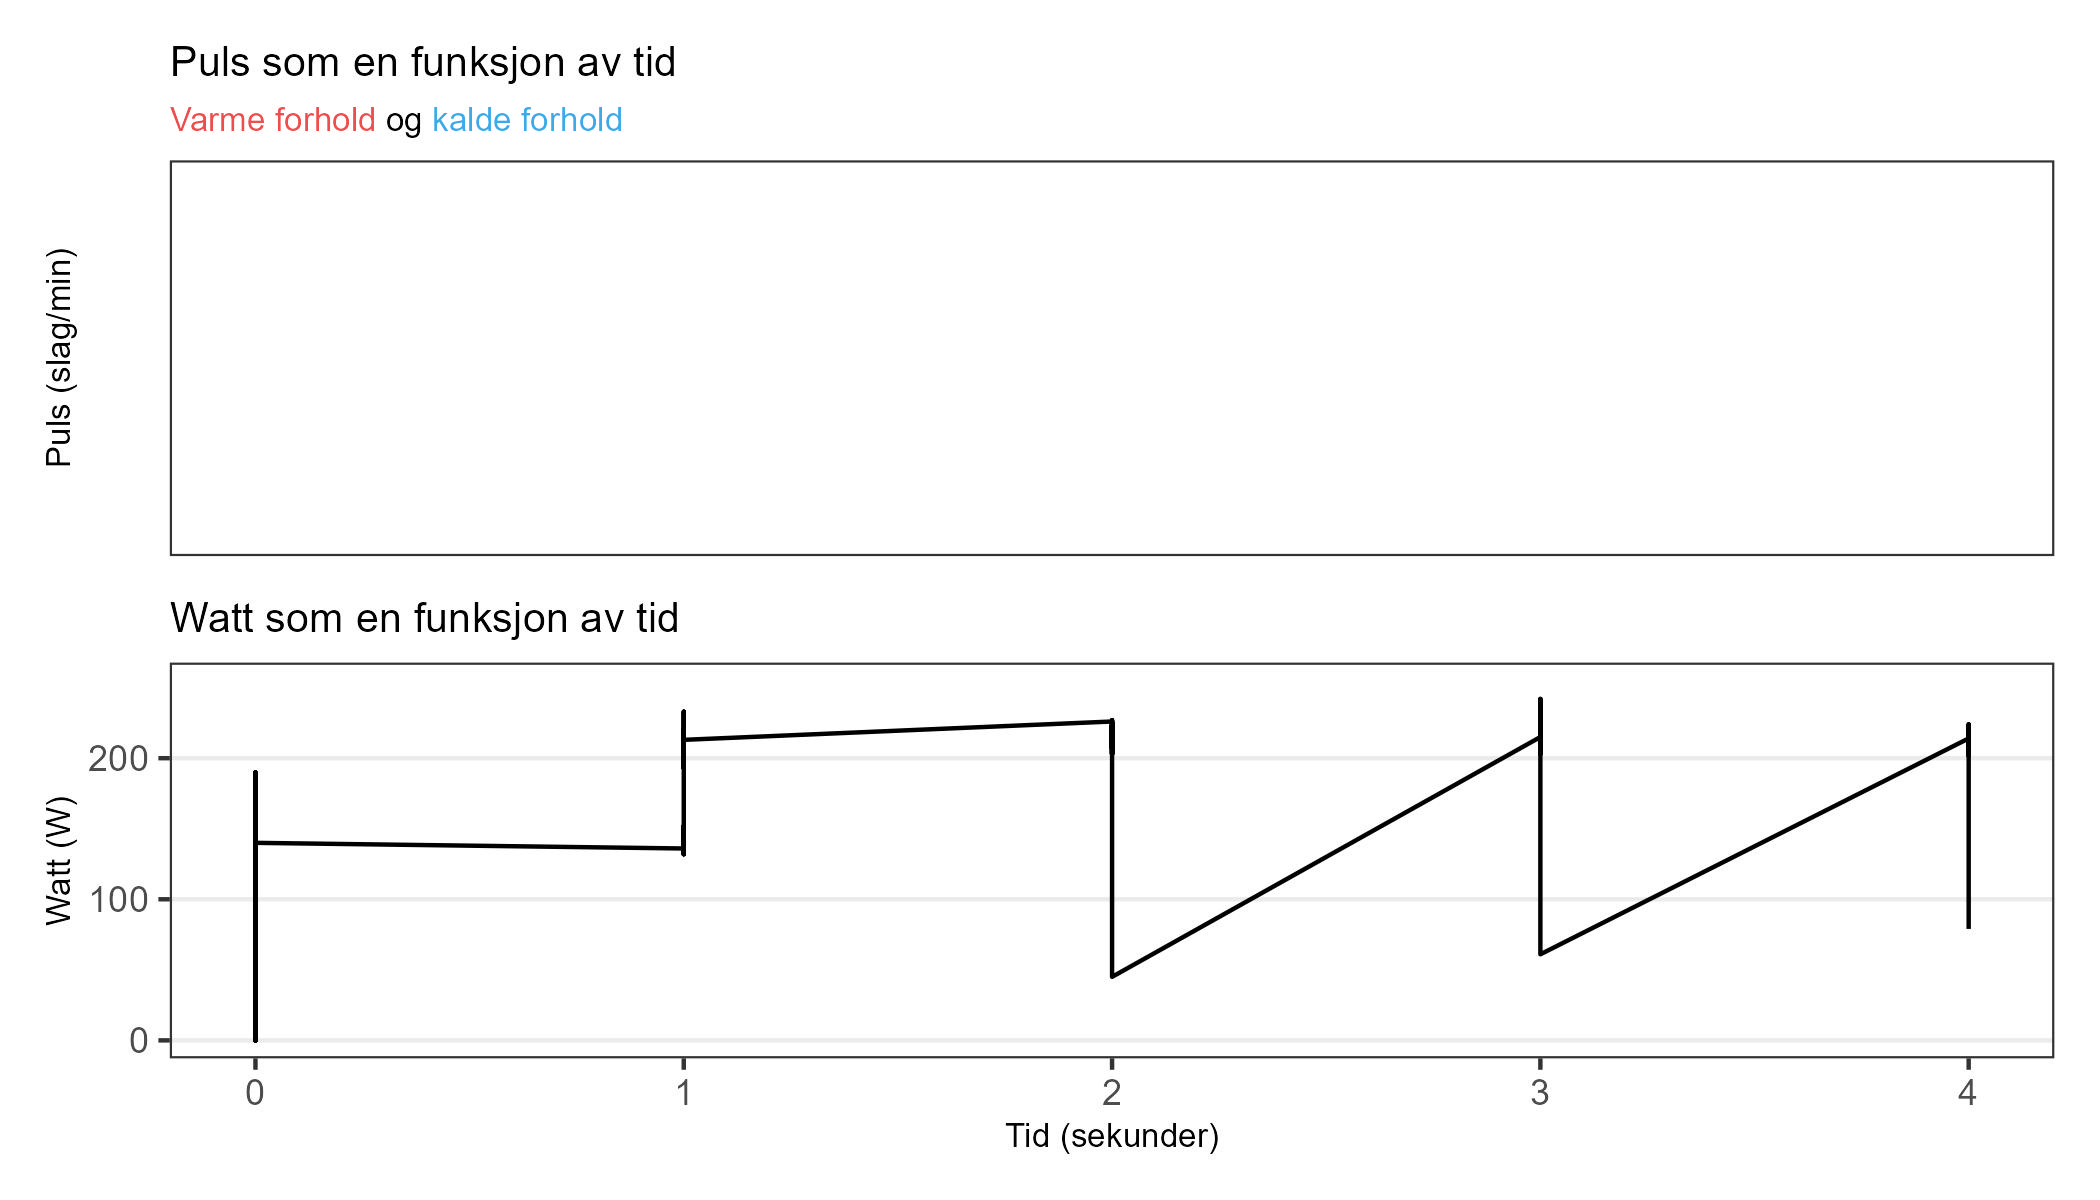 Puls som en funksjon av tid
Varme forhold og kalde forhold
Puls (slag/min)
Watt som en funksjon av tid
Watt (W)
200
100
0
0 1 2 3 4
Tid (sekunder)